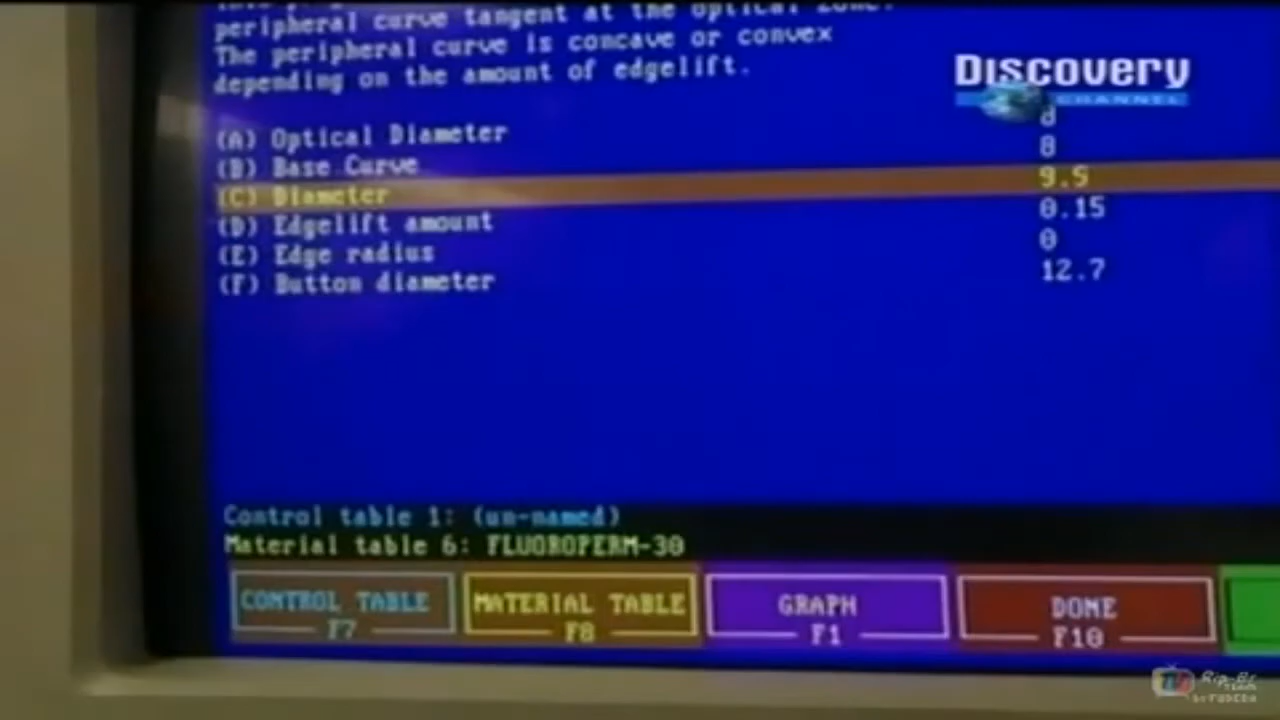 peripheral curve tangent at the optical zone.
The peripheral curve is concave or convex
depending on the amount of edgelift.
Discovery
CHANNEL
(A) Optical Diameter 8
(B) Base Curve 8
(C) Diameter 9.5
(D) Edgelift amount 0.15
(E) Edge radius 0
(F) Button diameter 12.7
Control table 1: (un-named)
Material table 6: FLUOROPERM-30
CONTROL TABLE
F7
MATERIAL TABLE
F8
GRAPH
F1
DONE
F10